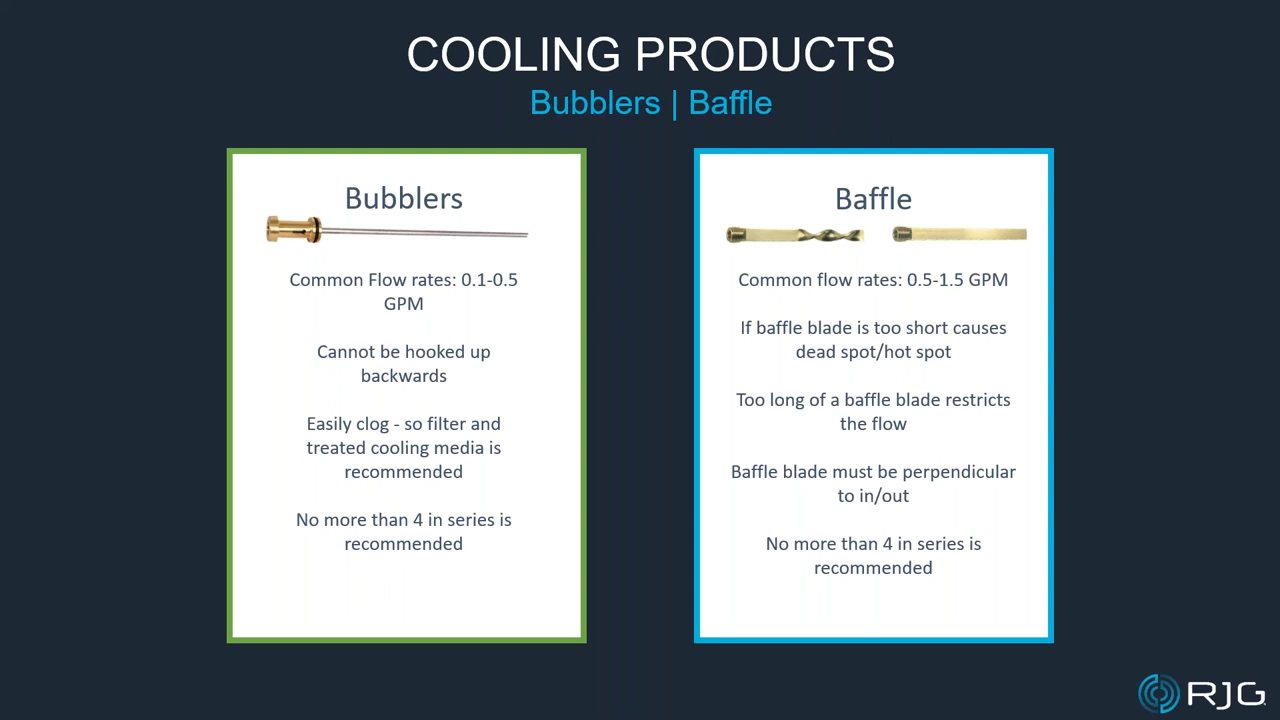 COOLING PRODUCTS
Bubblers | Baffle
Bubblers
Common Flow rates: 0.1-0.5
GPM
Cannot be hooked up
backwards
Easily clog - so filter and
treated cooling media is
recommended
No more than 4 in series is
recommended
Baffle
Common flow rates: 0.5-1.5 GPM
If baffle blade is too short causes
dead spot/hot spot
Too long of a baffle blade restricts
the flow
Baffle blade must be perpendicular
to in/out
No more than 4 in series is
recommended
RJG